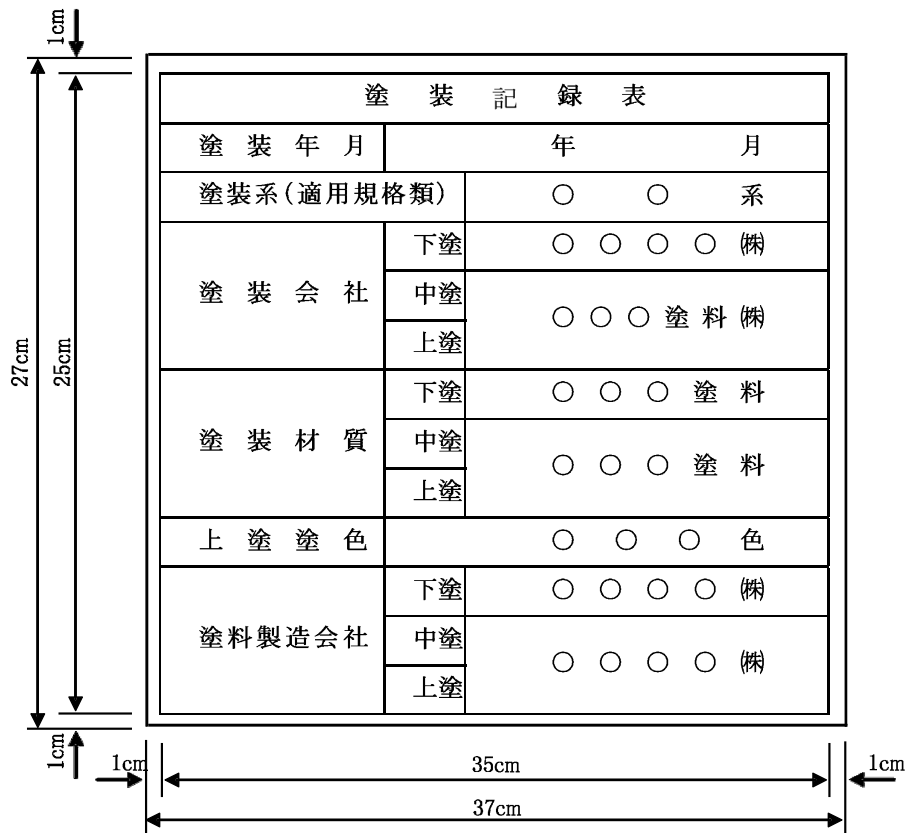 1cm
塗装記録表
塗装年月 年 月
塗装系(適用規格類) ○ ○ 系
塗装会社 下塗 ○○○○㈱
中塗 ○○○塗料㈱
上塗
塗装材質 下塗 ○○○塗料
中塗 ○○○塗料
上塗
上塗塗色 ○ ○ ○ 色
塗料製造会社 下塗 ○○○○㈱
中塗 ○○○○㈱
上塗
27cm
25cm
1cm
1cm 35cm 1cm
37cm